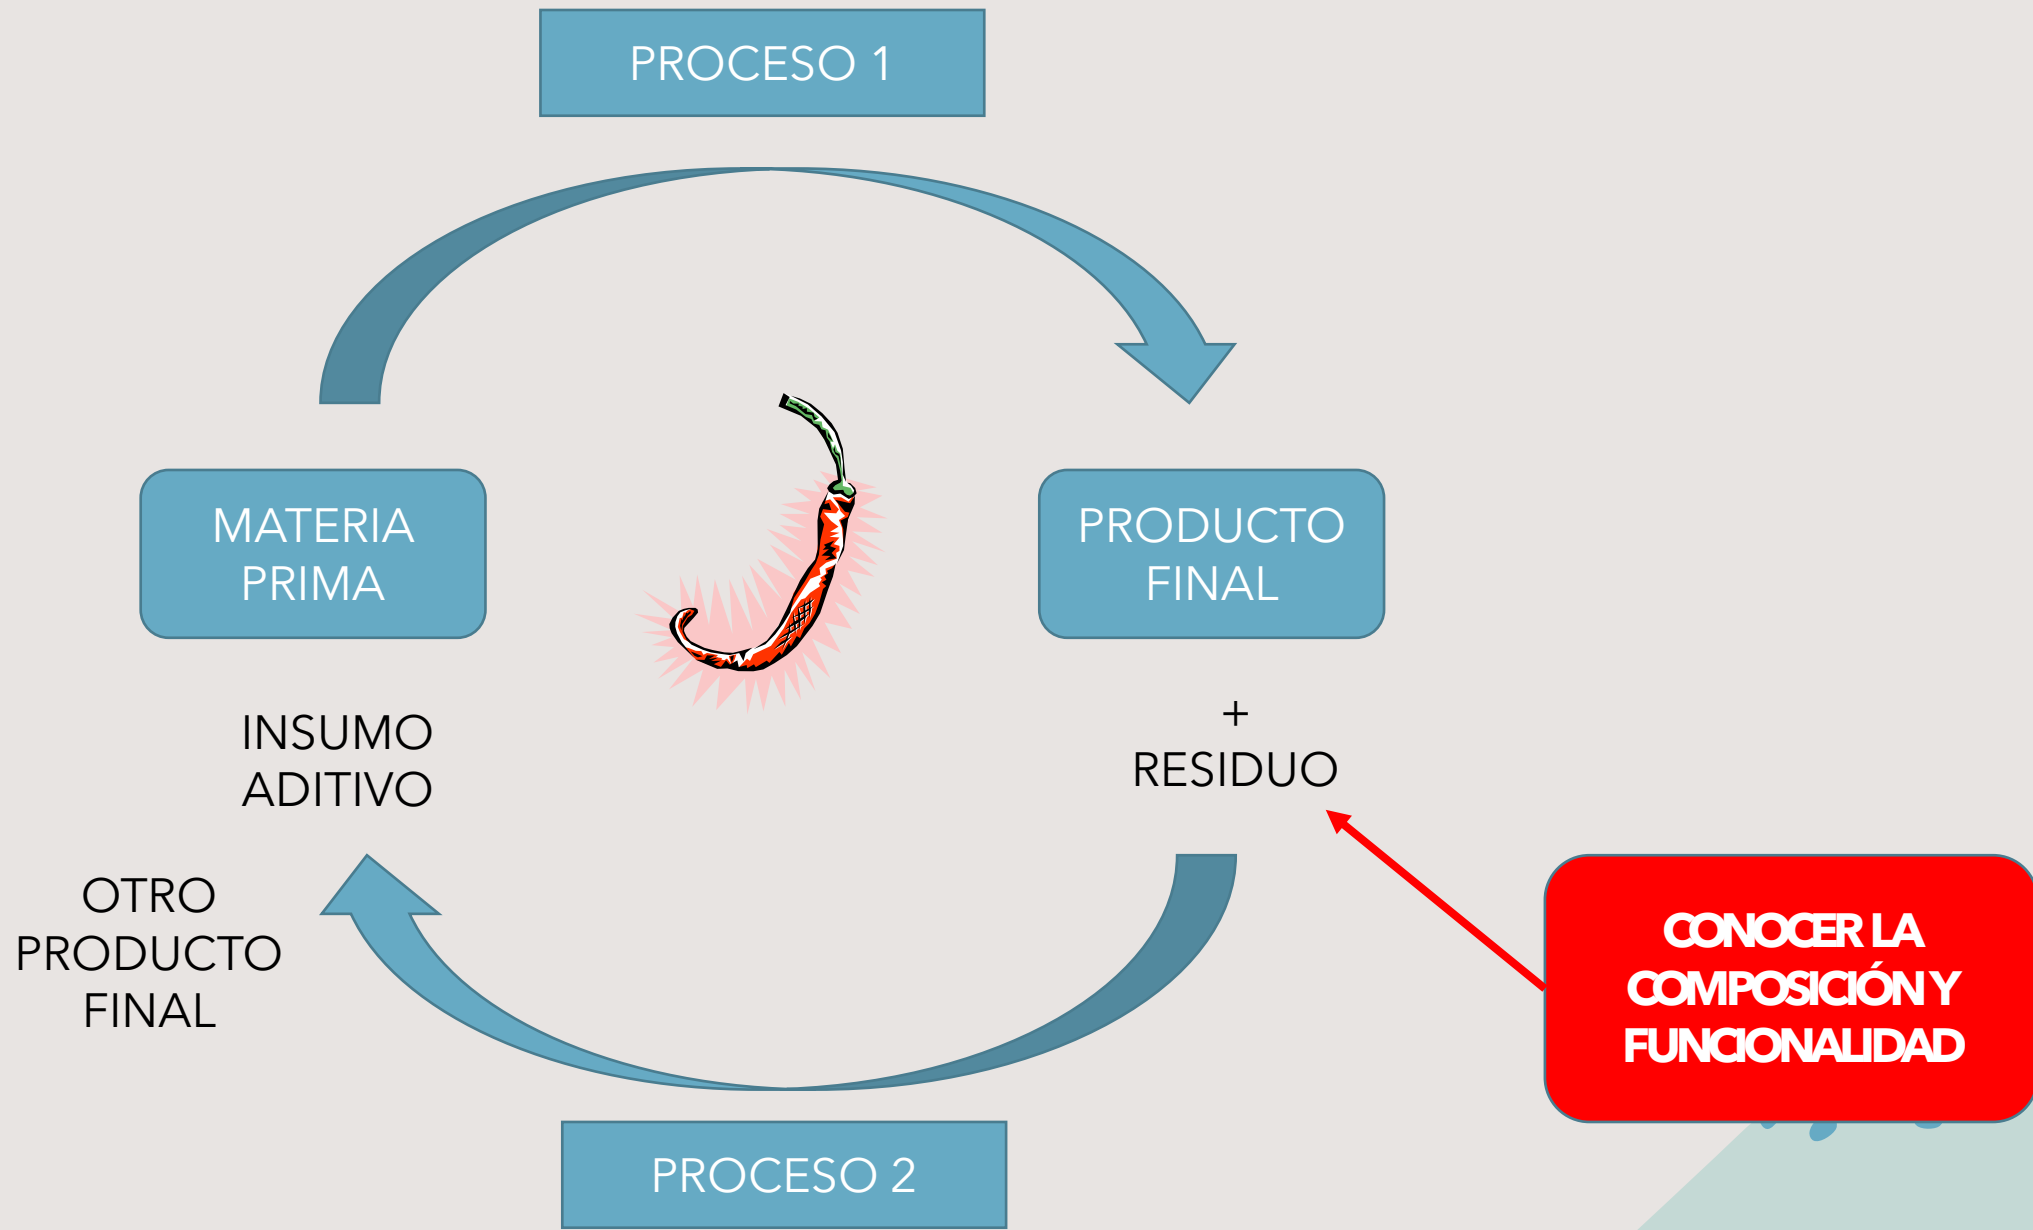 PROCESO 1
MATERIA
PRIMA
PRODUCTO
FINAL
INSUMO
ADITIVO
+
RESIDUO
OTRO
PRODUCTO
FINAL
CONOCER LA
COMPOSICIÓN Y
FUNCIONALIDAD
PROCESO 2